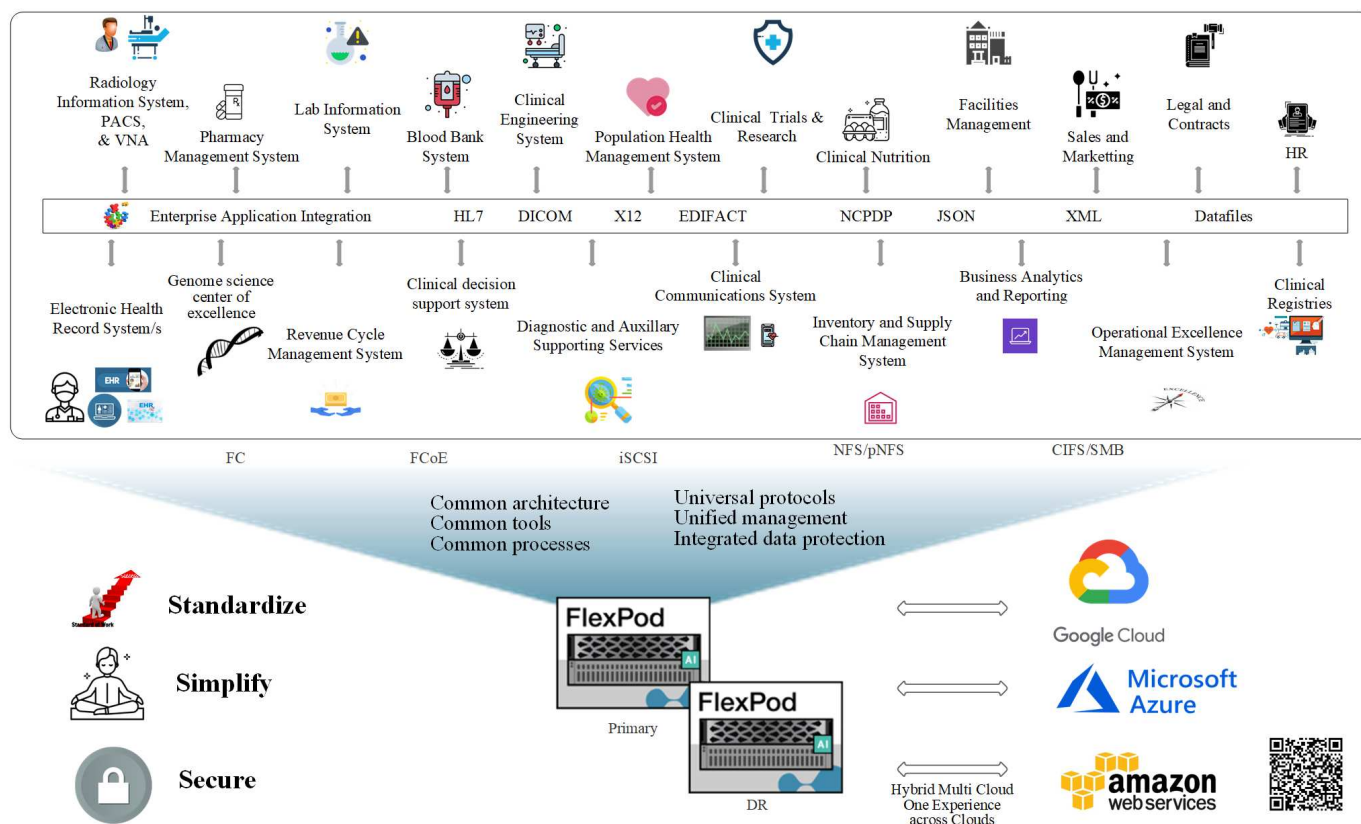 Radiology
Information System,
PACS,
& VNA
Pharmacy
Management System
Lab Information
System
Blood Bank
System
Clinical
Engineering
System
Population Health
Management System
Clinical Trials &
Research
Clinical Nutrition
Facilities
Management
Sales and
Marketting
Legal and
Contracts
HR
Enterprise Application Integration HL7 DICOM X12 EDIFACT NCPDP JSON XML Datafiles
Electronic Health
Record System/s
EHR
EHR
Genome science
center of
excellence
Revenue Cycle
Management System
Clinical decision
support system
Diagnostic and Auxillary
Supporting Services
Clinical
Communications System
Inventory and Supply
Chain Management
System
Business Analytics
and Reporting
Operational Excellence
Management System
EXCELLENCE
Clinical
Registries
FC FCoE iSCSI NFS/pNFS CIFS/SMB
Common architecture
Common tools
Common processes
Universal protocols
Unified management
Integrated data protection
Standardize
Simplify
Secure
FlexPod
AI
Primary
FlexPod
AI
DR
Google Cloud
Microsoft
Azure
Hybrid Multi Cloud
One Experience
across Clouds
amazon
web services